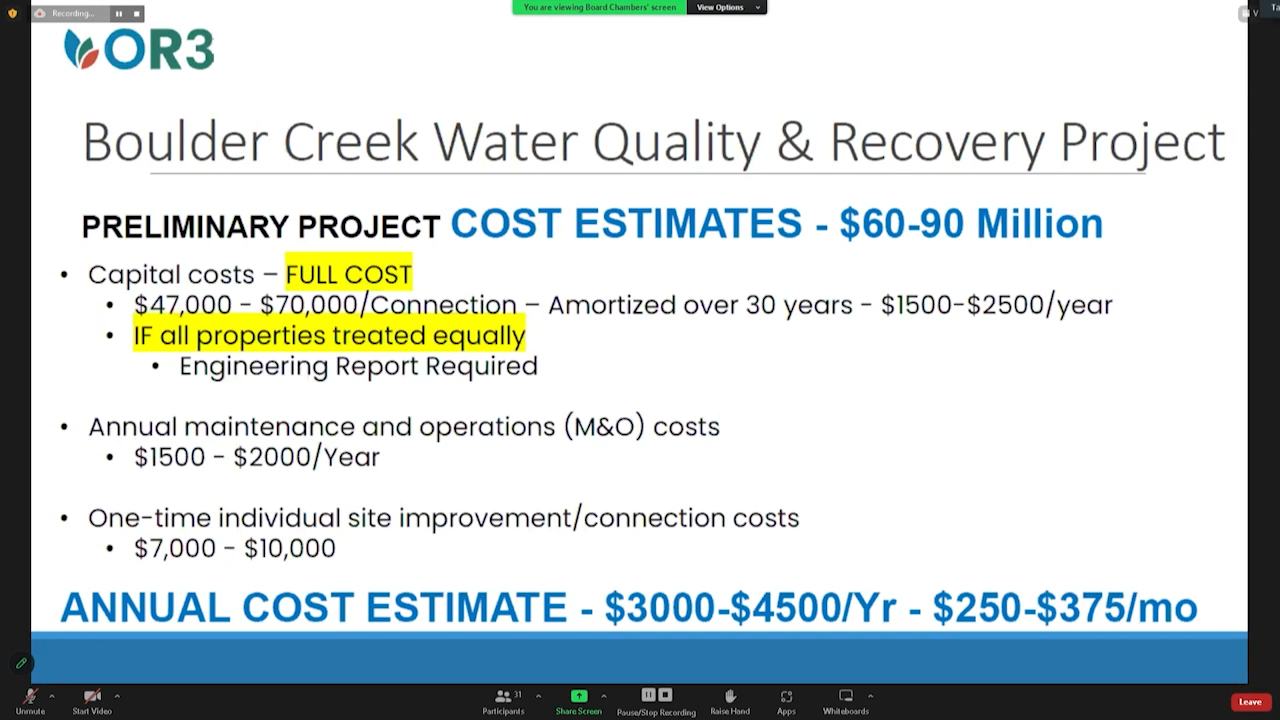 Recording...
You are viewing Board Chambers' screen
View Options
V
Ta
OR3
Boulder Creek Water Quality & Recovery Project
PRELIMINARY PROJECT COST ESTIMATES - $60-90 Million
• Capital costs – FULL COST
• $47,000 – $70,000/Connection – Amortized over 30 years - $1500-$2500/year
• IF all properties treated equally
• Engineering Report Required
• Annual maintenance and operations (M&O) costs
• $1500 - $2000/Year
• One-time individual site improvement/connection costs
• $7,000 - $10,000
ANNUAL COST ESTIMATE - $3000-$4500/Yr - $250-$375/mo
Unmute
Start Video
31
Participants
Share Screen
Pause/Stop Recording
Raise Hand
Apps
Whiteboards
Leave